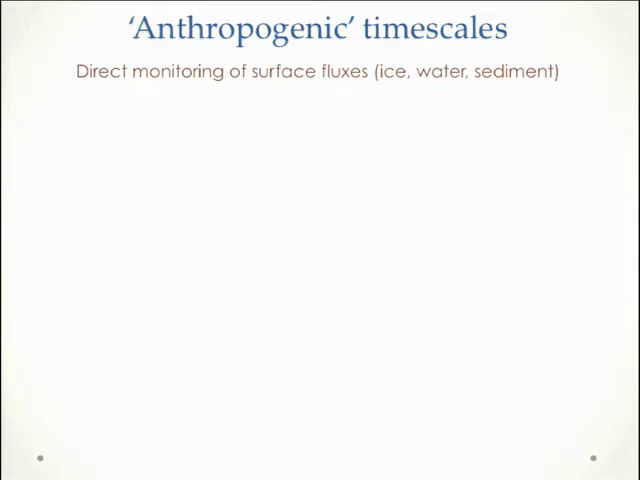 ‘Anthropogenic’ timescales
Direct monitoring of surface fluxes (ice, water, sediment)